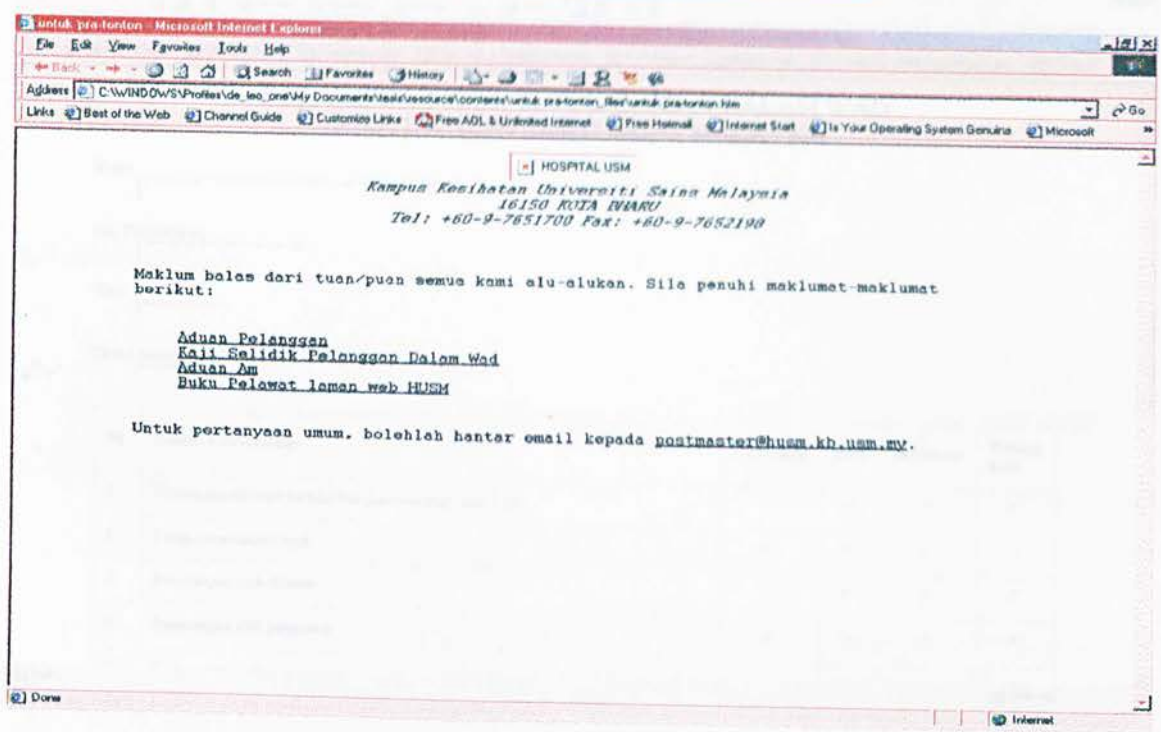 untuk pra-tonton - Microsoft Internet Explorer
File Edit View Favorites Tools Help
Back Search Favorites History
Address C:\WINDOWS\Profiles\de_leo_one\My Documents\tesis\resource\contents\untuk pra-tonton_files\untuk pra-tonton.htm Go
Links Best of the Web Channel Guide Customize Links Free AOL & Unlimited Internet Free Hotmail Internet Start Is Your Operating System Genuine Microsoft
HOSPITAL USM
Kampus Kesihatan Universiti Sains Malaysia
16150 KOTA BHARU
Tel: +60-9-7651700 Fax: +60-9-7652198
Maklum balas dari tuan/puan semua kami alu-alukan. Sila penuhi maklumat-maklumat
berikut:
Aduan Pelanggan
Kaji Selidik Pelanggan Dalam Wad
Aduan Am
Buku Pelawat laman web HUSM
Untuk pertanyaan umum, bolehlah hantar email kepada postmaster@husm.kb.usm.my.
Done
Internet